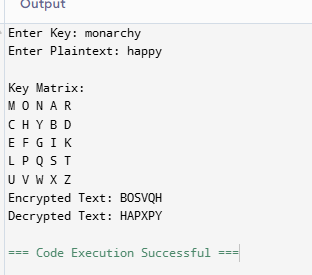 Output
Enter Key: monarchy
Enter Plaintext: happy
Key Matrix:
M O N A R
C H Y B D
E F G I K
L P Q S T
U V W X Z
Encrypted Text: BOSVQH
Decrypted Text: HAPXPY
=== Code Execution Successful ===